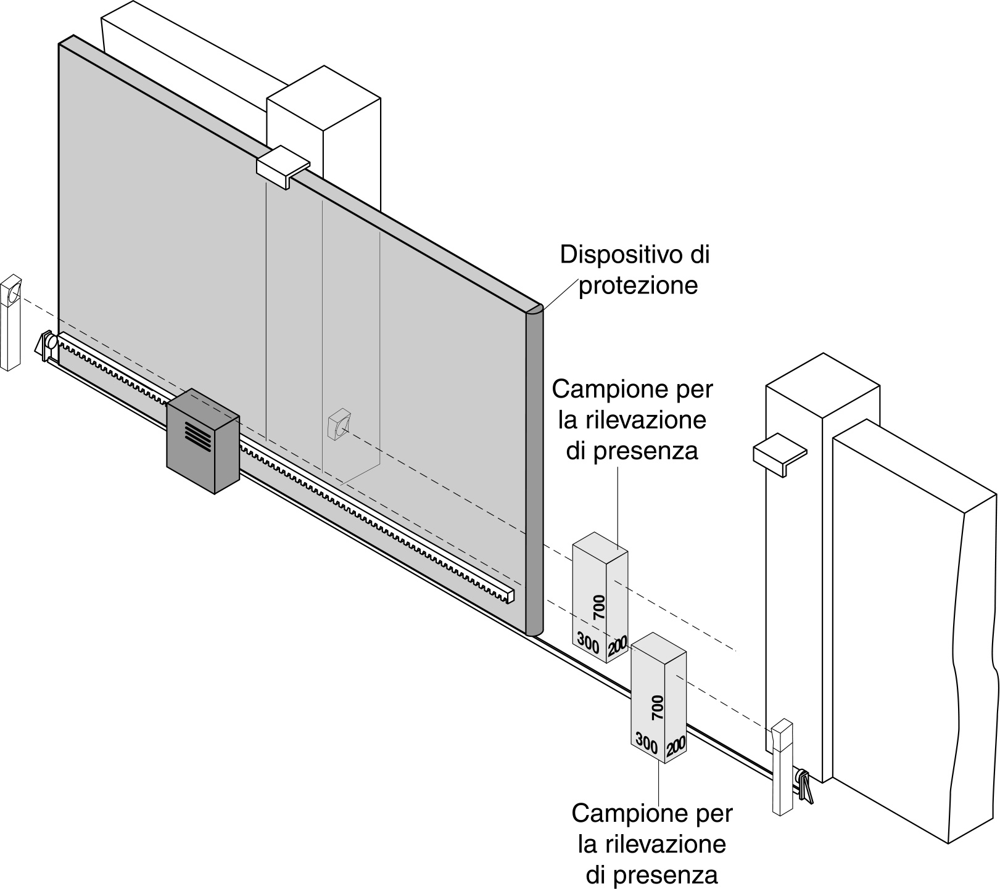 Dispositivo di
protezione
Campione per
la rilevazione
di presenza
700
300
200
700
300
200
Campione per
la rilevazione
di presenza